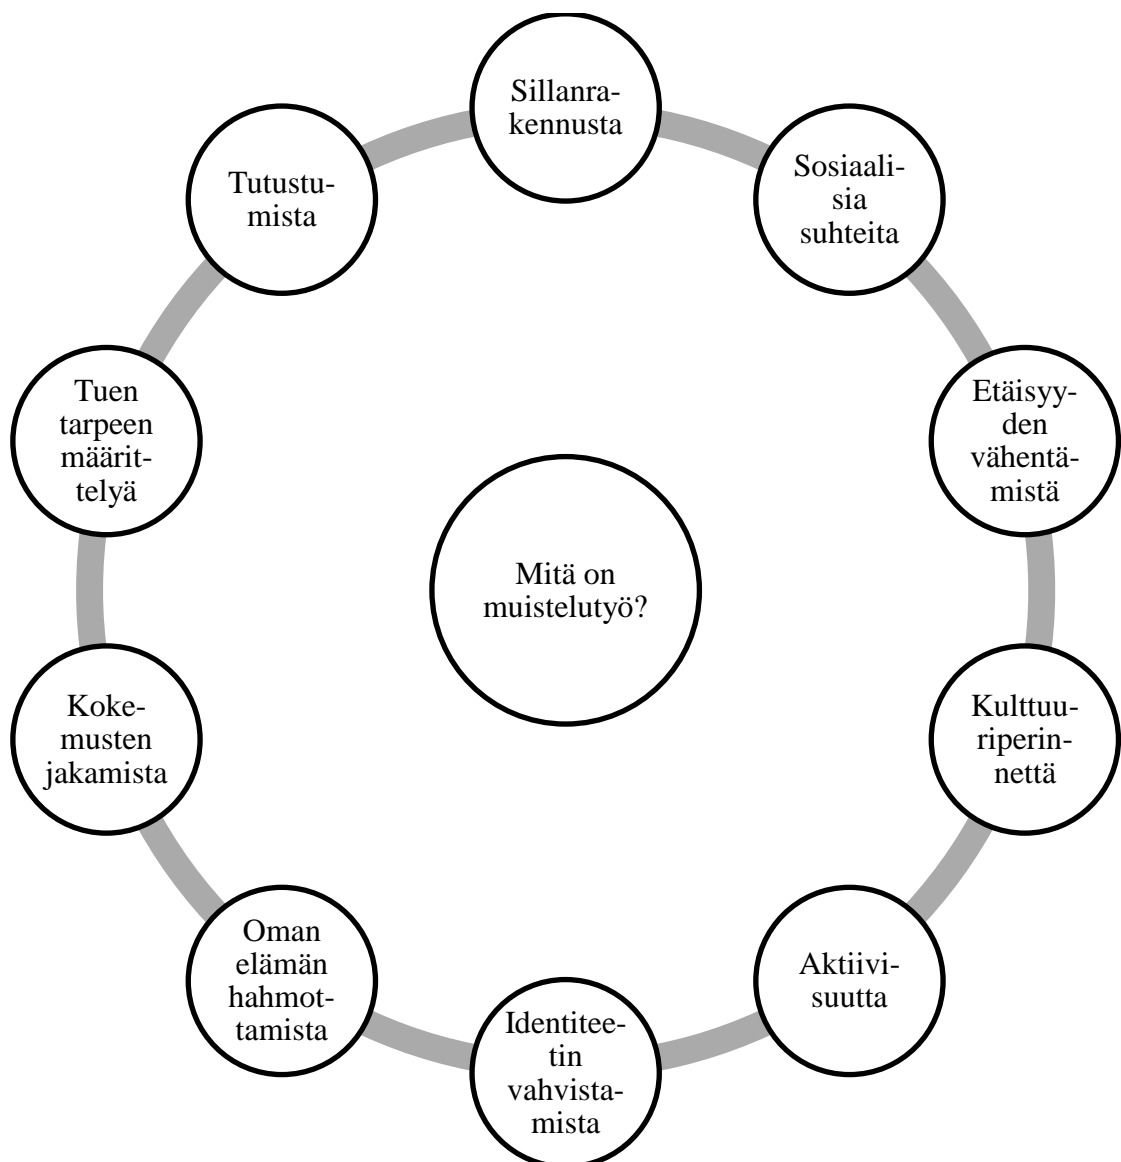 Sillanra-
kennusta
Sosiaali-
sia
suhteita
Etäisyy-
den
vähentä-
mistä
Kulttuu-
riperin-
nettä
Aktiivi-
suutta
Identitee-
tin
vahvista-
mista
Oman
elämän
hahmot-
tamista
Koke-
musten
jakamista
Tuen
tarpeen
määrit-
telyä
Tutustu-
mista
Mitä on
muistelutyö?